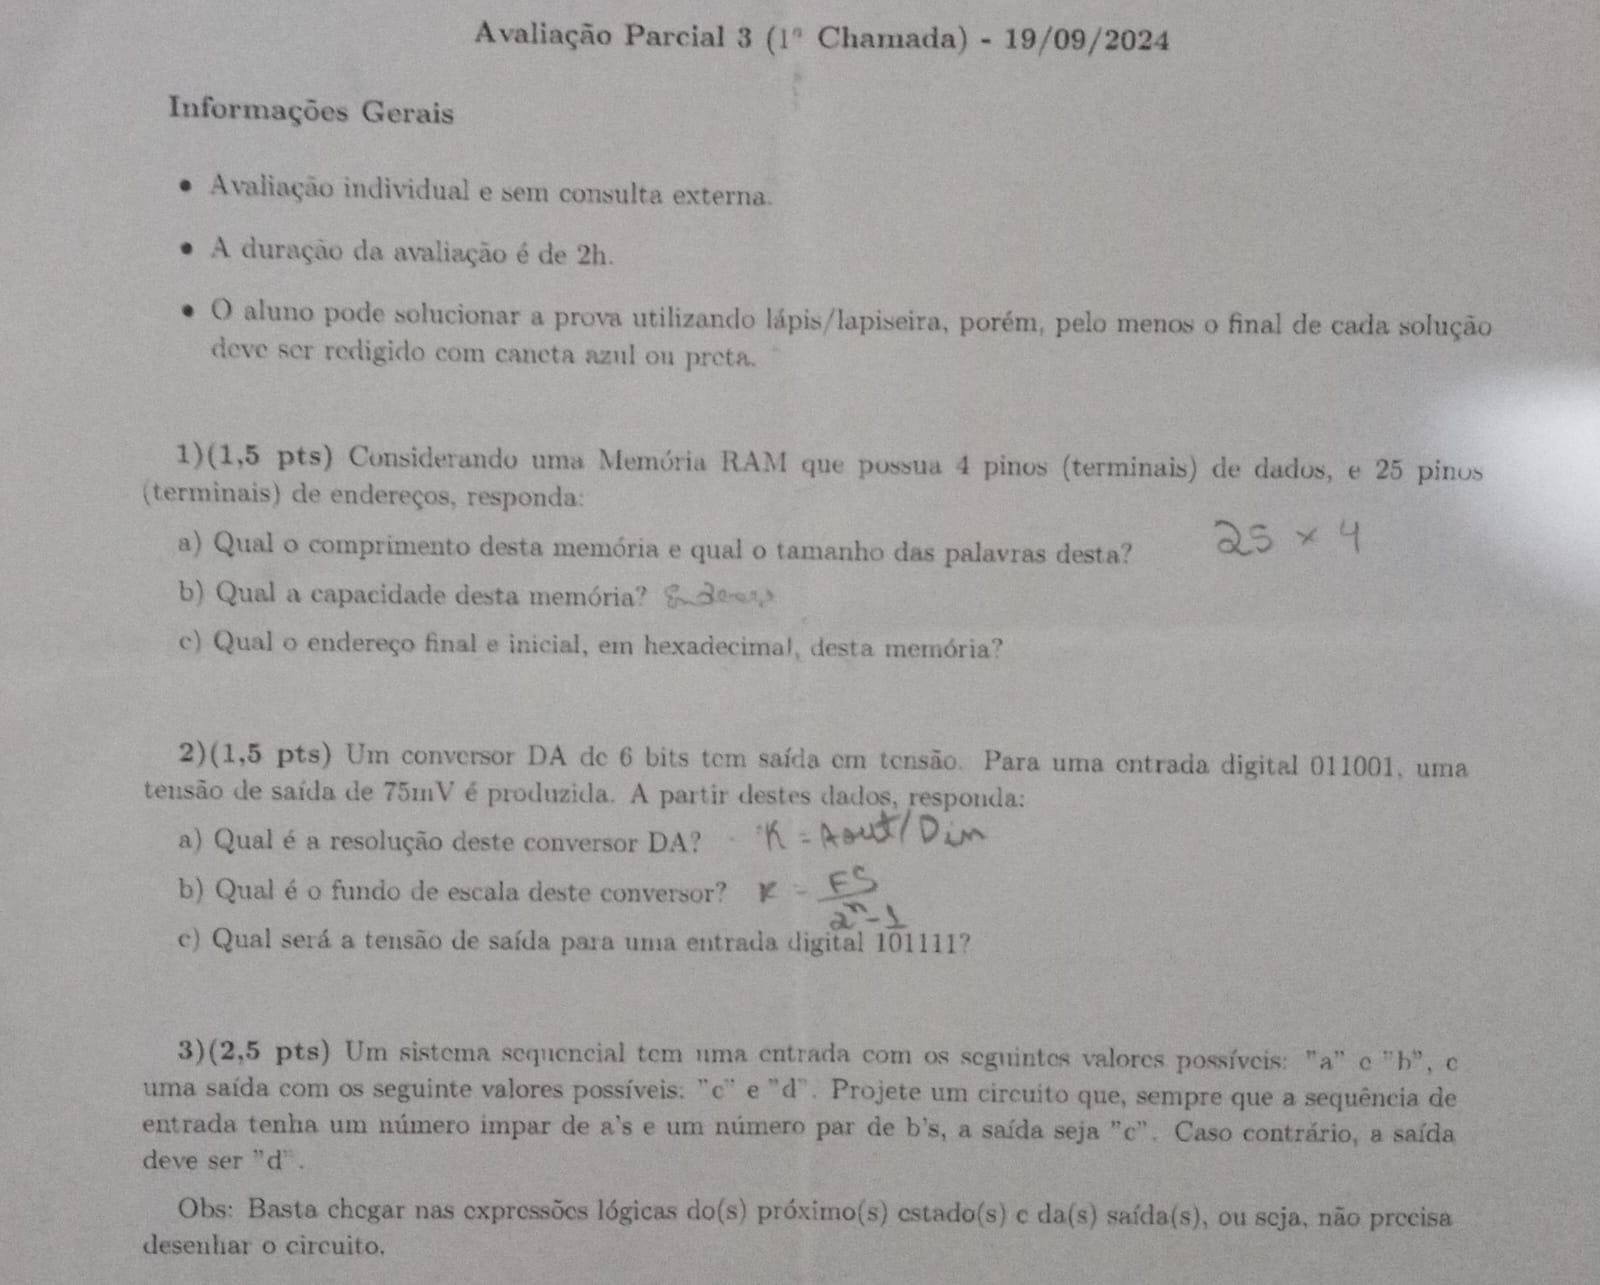 Avaliação Parcial 3 (1ª Chamada) - 19/09/2024
Informações Gerais
• Avaliação individual e sem consulta externa.
• A duração da avaliação é de 2h.
• O aluno pode solucionar a prova utilizando lápis/lapiseira, porém, pelo menos o final de cada solução
deve ser redigido com caneta azul ou preta.
1)(1,5 pts) Considerando uma Memória RAM que possua 4 pinos (terminais) de dados, e 25 pinos
(terminais) de endereços, responda:
a) Qual o comprimento desta memória e qual o tamanho das palavras desta? 25 × 4
b) Qual a capacidade desta memória?
c) Qual o endereço final e inicial, em hexadecimal, desta memória?
2)(1,5 pts) Um conversor DA de 6 bits tem saída em tensão. Para uma entrada digital 011001, uma
tensão de saída de 75mV é produzida. A partir destes dados, responda:
a) Qual é a resolução deste conversor DA? K = Aout/Din
b) Qual é o fundo de escala deste conversor? K = FS
2ⁿ-1
c) Qual será a tensão de saída para uma entrada digital 101111?
3)(2,5 pts) Um sistema sequencial tem uma entrada com os seguintes valores possíveis: "a" e "b", e
uma saída com os seguinte valores possíveis: "c" e "d". Projete um circuito que, sempre que a sequência de
entrada tenha um número impar de a's e um número par de b's, a saída seja "c". Caso contrário, a saída
deve ser "d".
Obs: Basta chegar nas expressões lógicas do(s) próximo(s) estado(s) e da(s) saída(s), ou seja, não precisa
desenhar o circuito.